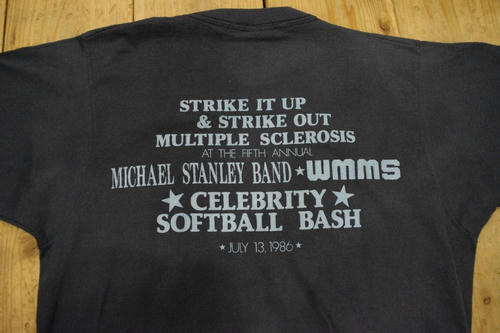 STRIKE IT UP
& STRIKE OUT
MULTIPLE SCLEROSIS
AT THE FIFTH ANNUAL
MICHAEL STANLEY BAND ★ WMMS
★ CELEBRITY ★
SOFTBALL BASH
★ JULY 13, 1986 ★